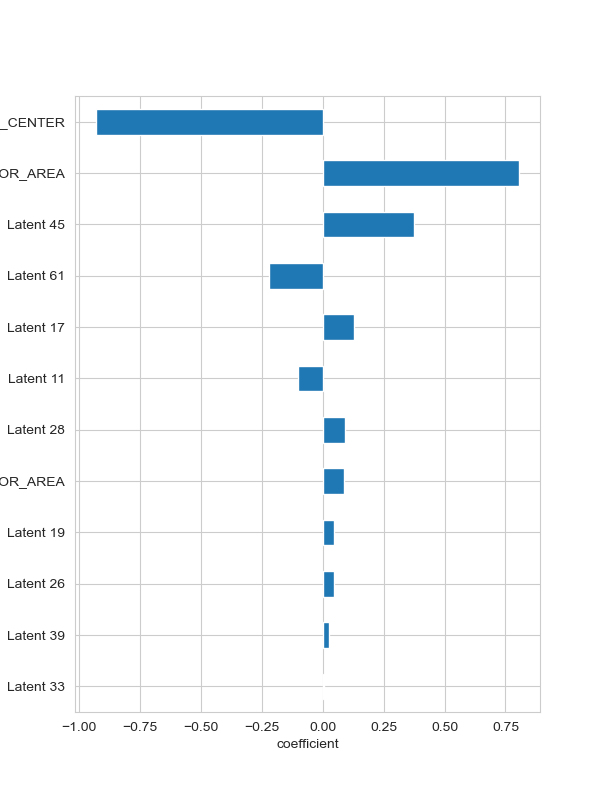 _CENTER
OR_AREA
Latent 45
Latent 61
Latent 17
Latent 11
Latent 28
OR_AREA
Latent 19
Latent 26
Latent 39
Latent 33
−1.00 −0.75 −0.50 −0.25 0.00 0.25 0.50 0.75
coefficient